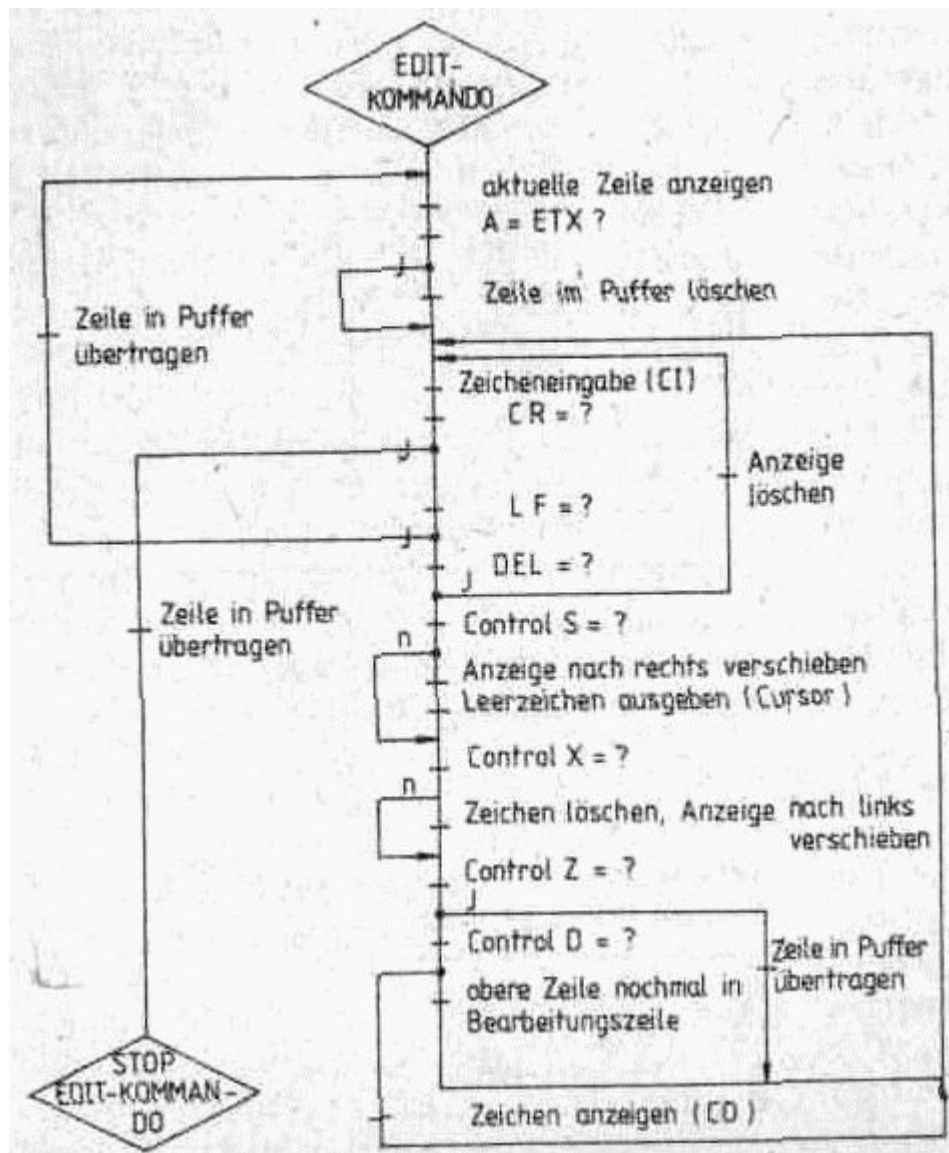 EDIT-
KOMMANDO
aktuelle Zeile anzeigen
A = ETX ?
J
Zeile im Puffer löschen
Zeile in Puffer
übertragen
Zeicheneingabe (CI)
CR = ?
J
Anzeige
löschen
LF = ?
J
DEL = ?
J
Zeile in Puffer
übertragen
Control S = ?
n
Anzeige nach rechts verschieben
Leerzeichen ausgeben (Cursor)
Control X = ?
n
Zeichen löschen, Anzeige nach links
verschieben
Control Z = ?
J
Control D = ?
Zeile in Puffer
übertragen
obere Zeile nochmal in
Bearbeitungszeile
STOP
EDIT-KOMMAN-
DO
Zeichen anzeigen (CO)